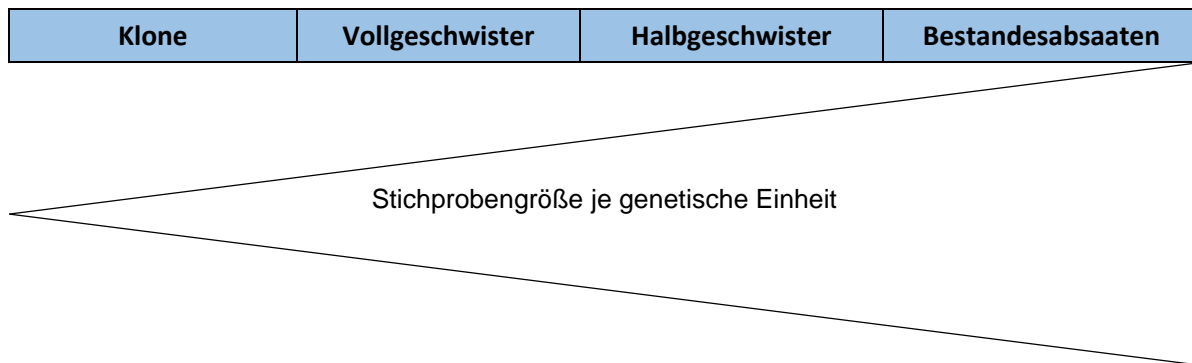 Klone Vollgeschwister Halbgeschwister Bestandesabsaaten
Stichprobengröße je genetische Einheit